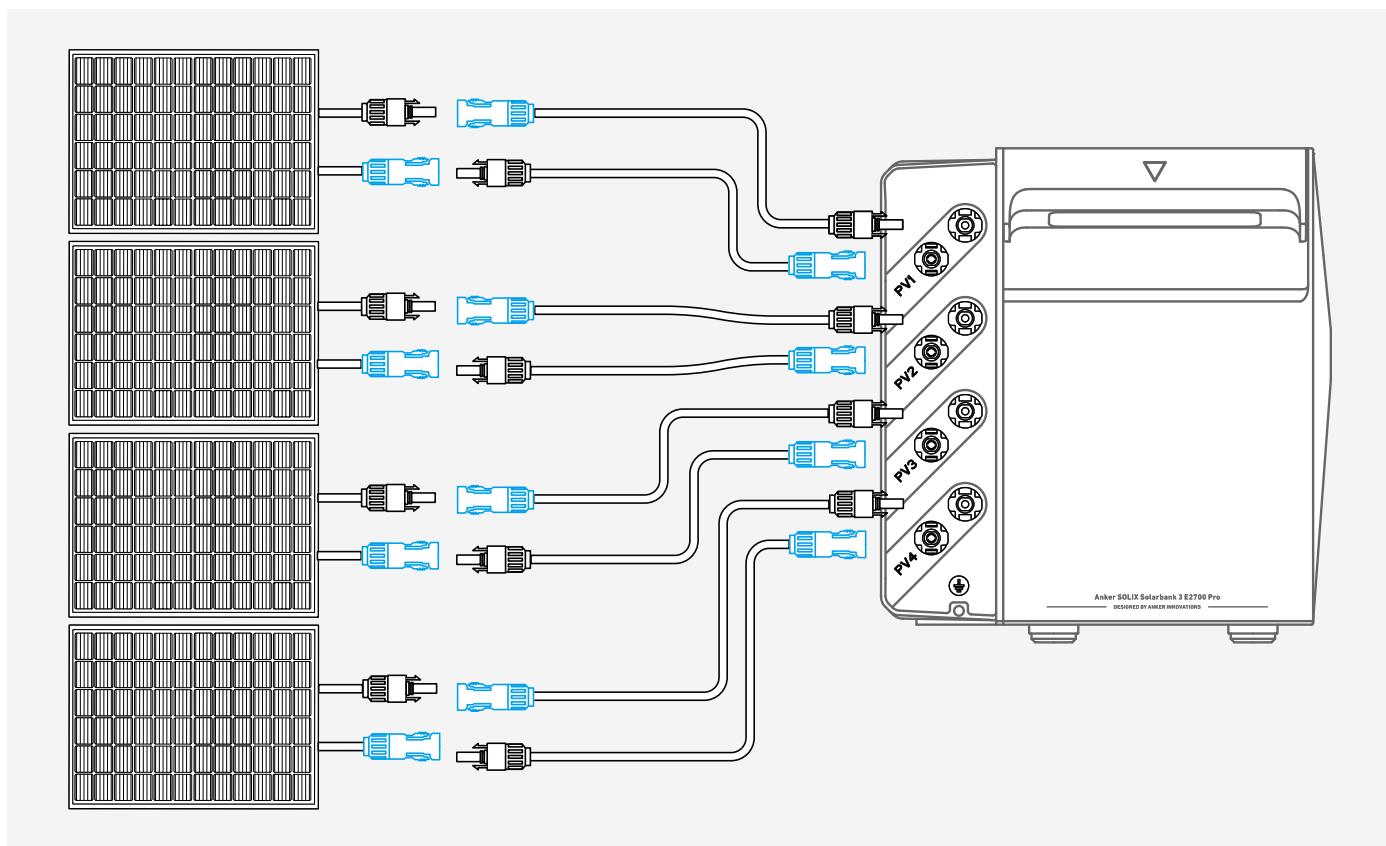 PV1
PV2
PV3
PV4
Anker SOLIX Solarbank 3 E2700 Pro
DESIGNED BY ANKER INNOVATIONS